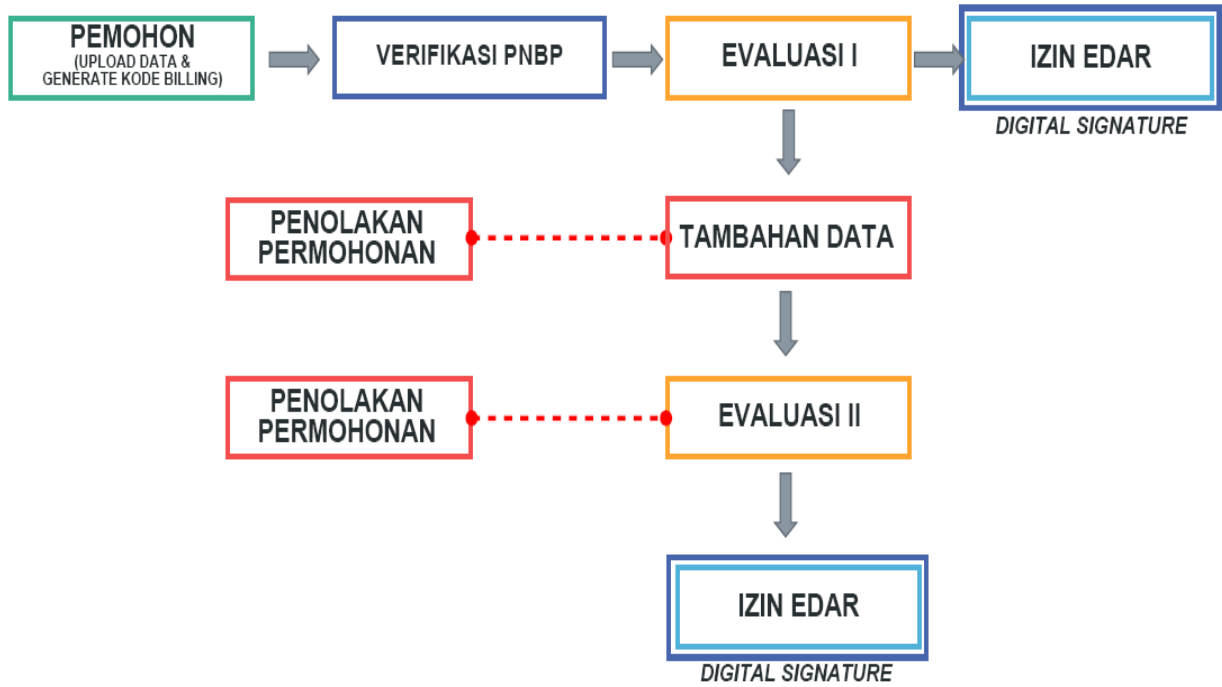 PEMOHON
(UPLOAD DATA &
GENERATE KODE BILLING)
VERIFIKASI PNBP
EVALUASI I
IZIN EDAR
DIGITAL SIGNATURE
PENOLAKAN
PERMOHONAN
TAMBAHAN DATA
PENOLAKAN
PERMOHONAN
EVALUASI II
IZIN EDAR
DIGITAL SIGNATURE